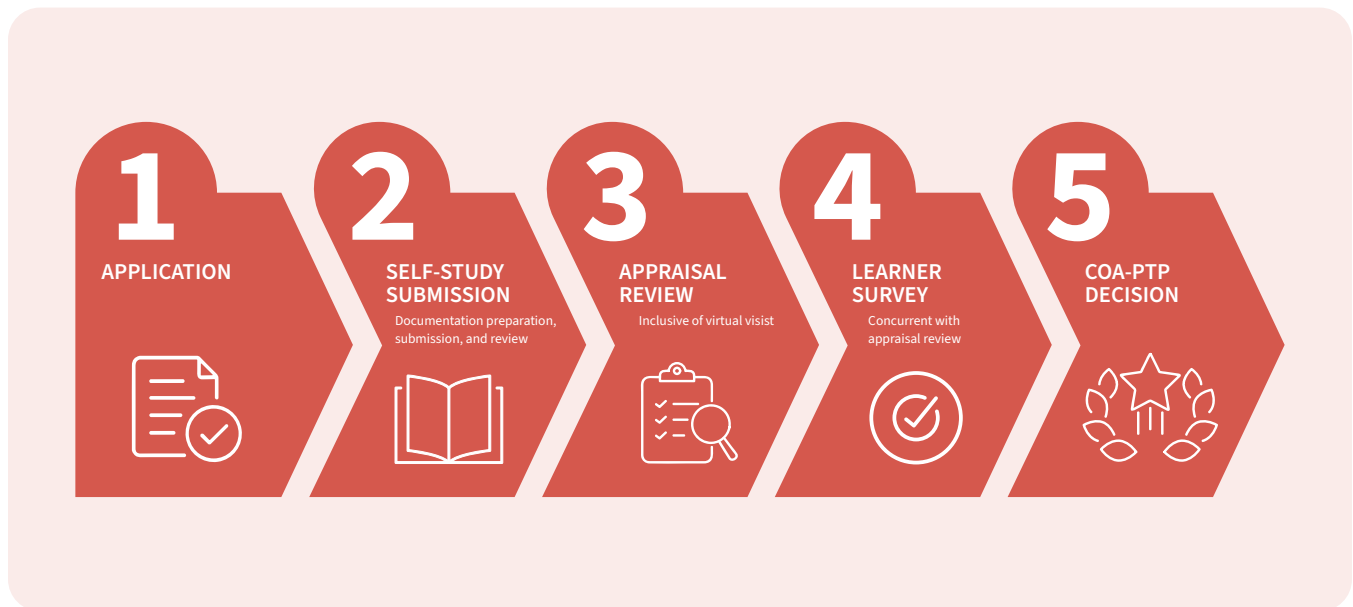 1
APPLICATION
2
SELF-STUDY
SUBMISSION
Documentation preparation,
submission, and review
3
APPRAISAL
REVIEW
Inclusive of virtual visist
4
LEARNER
SURVEY
Concurrent with
appraisal review
5
COA-PTP
DECISION